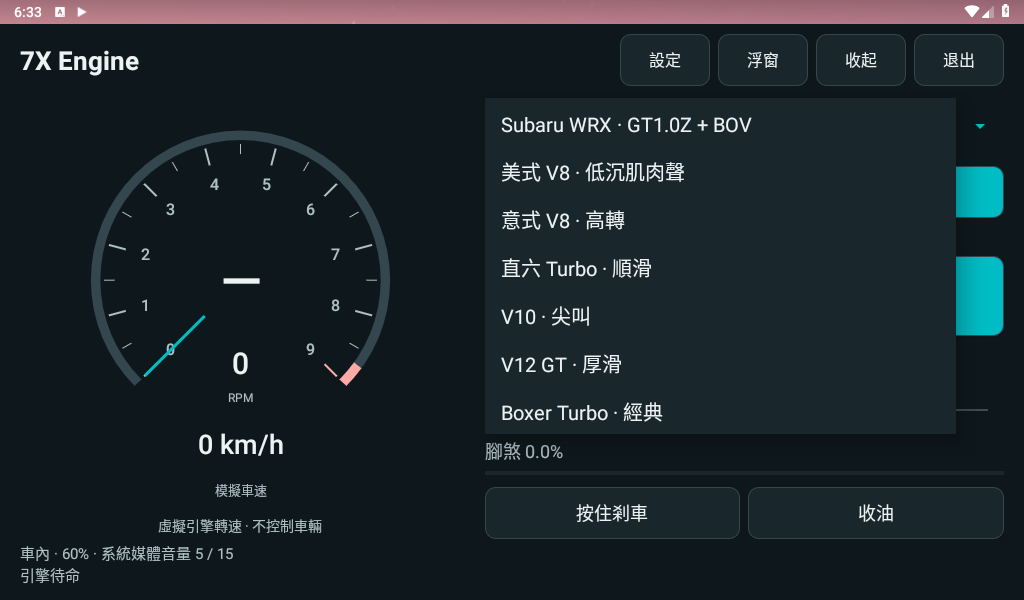 6:33
7X Engine
設定
浮窗
收起
退出
0
1
2
3
4
5
6
7
8
9
0
RPM
0 km/h
模擬車速
虛擬引擎轉速 · 不控制車輛
車內 · 60% · 系統媒體音量 5 / 15
引擎待命
Subaru WRX · GT1.0Z + BOV
美式 V8 · 低沉肌肉聲
意式 V8 · 高轉
直六 Turbo · 順滑
V10 · 尖叫
V12 GT · 厚滑
Boxer Turbo · 經典
腳煞 0.0%
按住剎車
收油